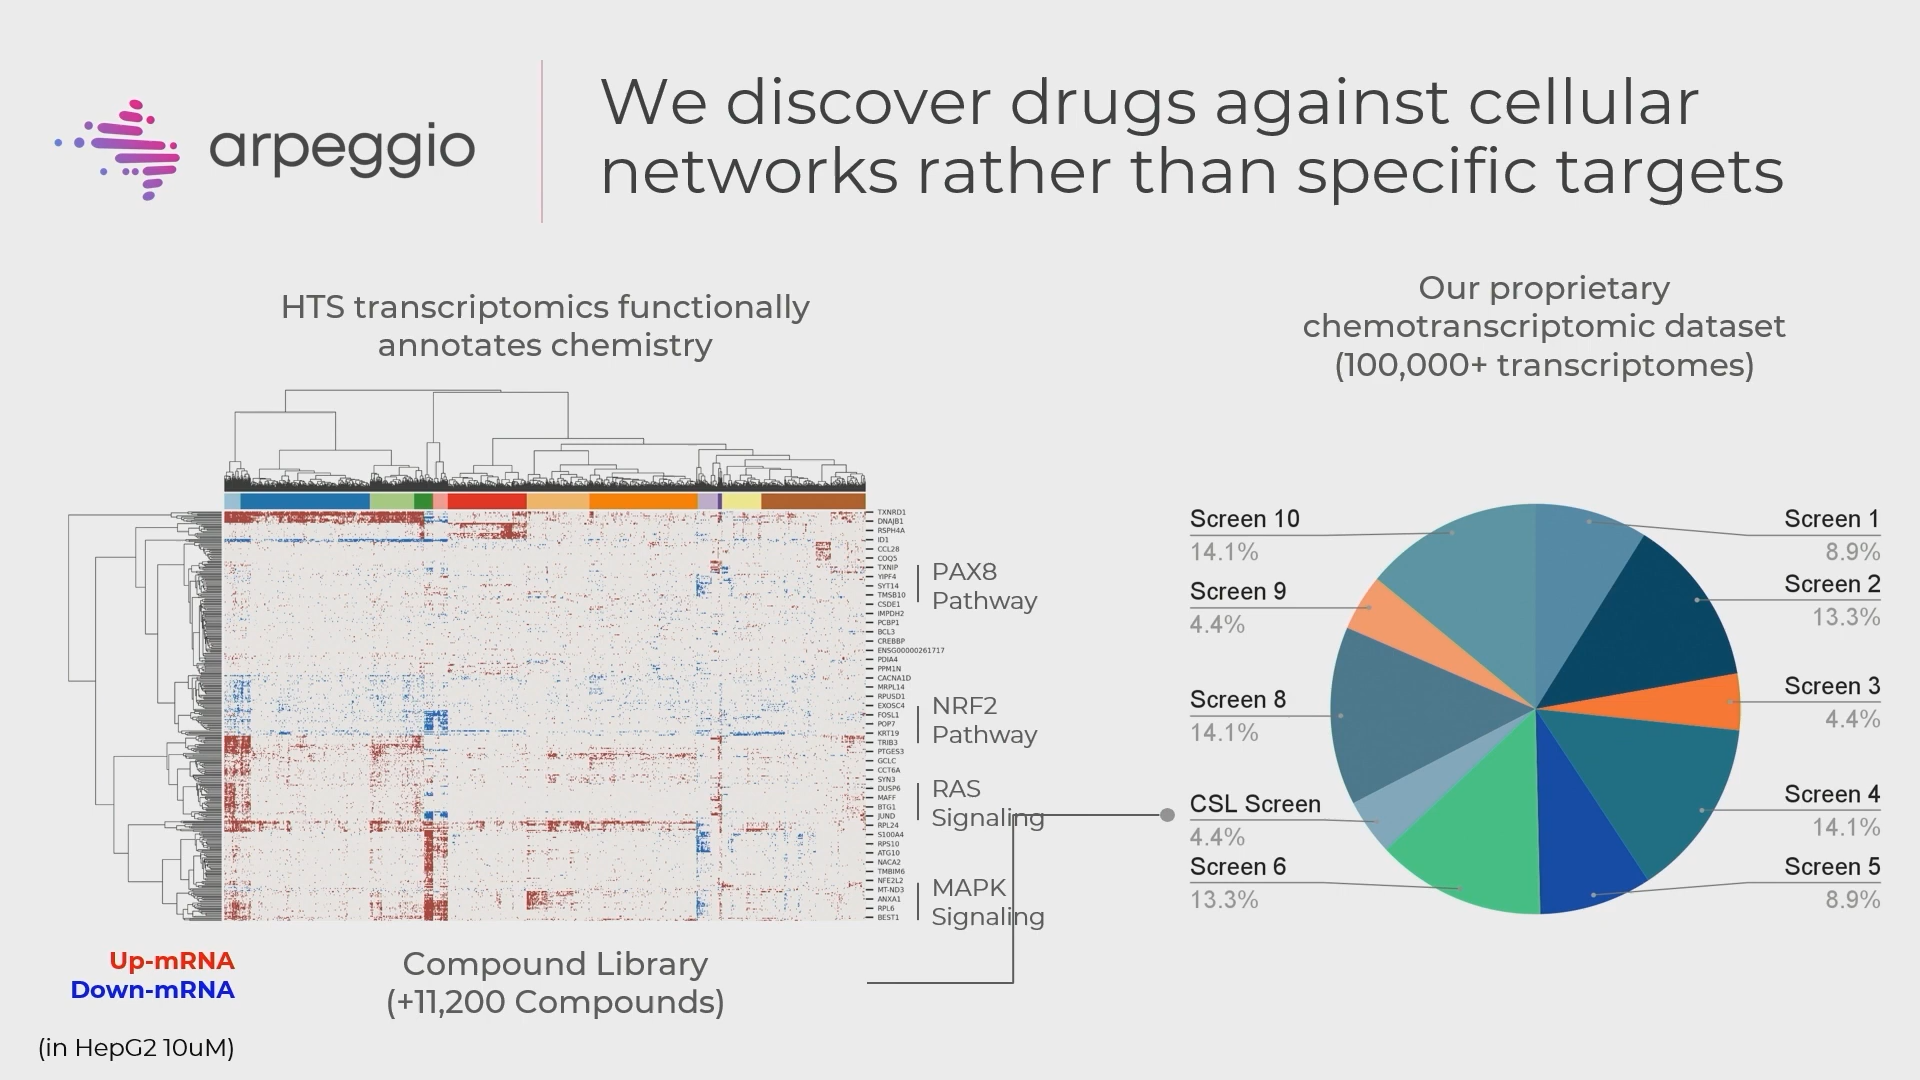 arpeggio
We discover drugs against cellular
networks rather than specific targets
HTS transcriptomics functionally
annotates chemistry
TXNRD1
DNAJB1
RSPH4A
ID1
CCL28
COQ5
TXNIP
YIPF4
SYT14
TMSB10
CSDE1
IMPDH2
PCBP1
BCL3
CREBBP
ENSG00000261717
PDIA4
PPM1N
CACNA1D
MRPL14
RPUSD1
EXOSC4
FOSL1
POP7
KRT19
TRIB3
PTGES3
GCLC
CCT6A
SYN3
DUSP6
MAFF
BTG1
JUND
RPL24
S100A4
RPS10
ATG10
NACA2
TMBIM6
NFE2L2
MT-ND3
ANXA1
RPL6
BEST1
PAX8
Pathway
NRF2
Pathway
RAS
Signaling
MAPK
Signaling
Up-mRNA
Down-mRNA
(in HepG2 10uM)
Compound Library
(+11,200 Compounds)
Our proprietary
chemotranscriptomic dataset
(100,000+ transcriptomes)
Screen 10
14.1%
Screen 9
4.4%
Screen 8
14.1%
CSL Screen
4.4%
Screen 6
13.3%
Screen 1
8.9%
Screen 2
13.3%
Screen 3
4.4%
Screen 4
14.1%
Screen 5
8.9%